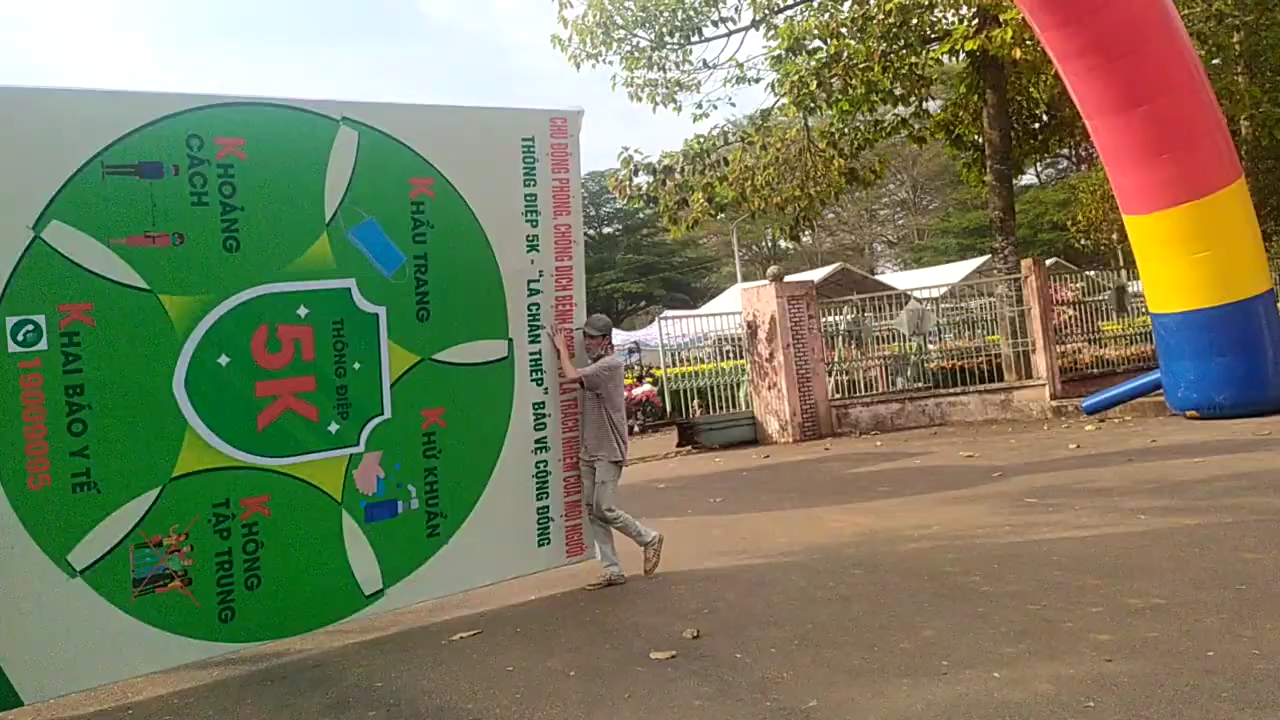 CHỦ ĐỘNG PHÒNG, CHỐNG DỊCH BỆNH LÀ TRÁCH NHIỆM CỦA MỌI NGƯỜI
THÔNG ĐIỆP 5K - "LÁ CHẮN THÉP" BẢO VỆ CỘNG ĐỒNG
KHẨU TRANG
KHỬ KHUẨN
KHOẢNG
CÁCH
THÔNG ĐIỆP
5K
KHÔNG
TẬP TRUNG
KHAI BÁO Y TẾ
19009095